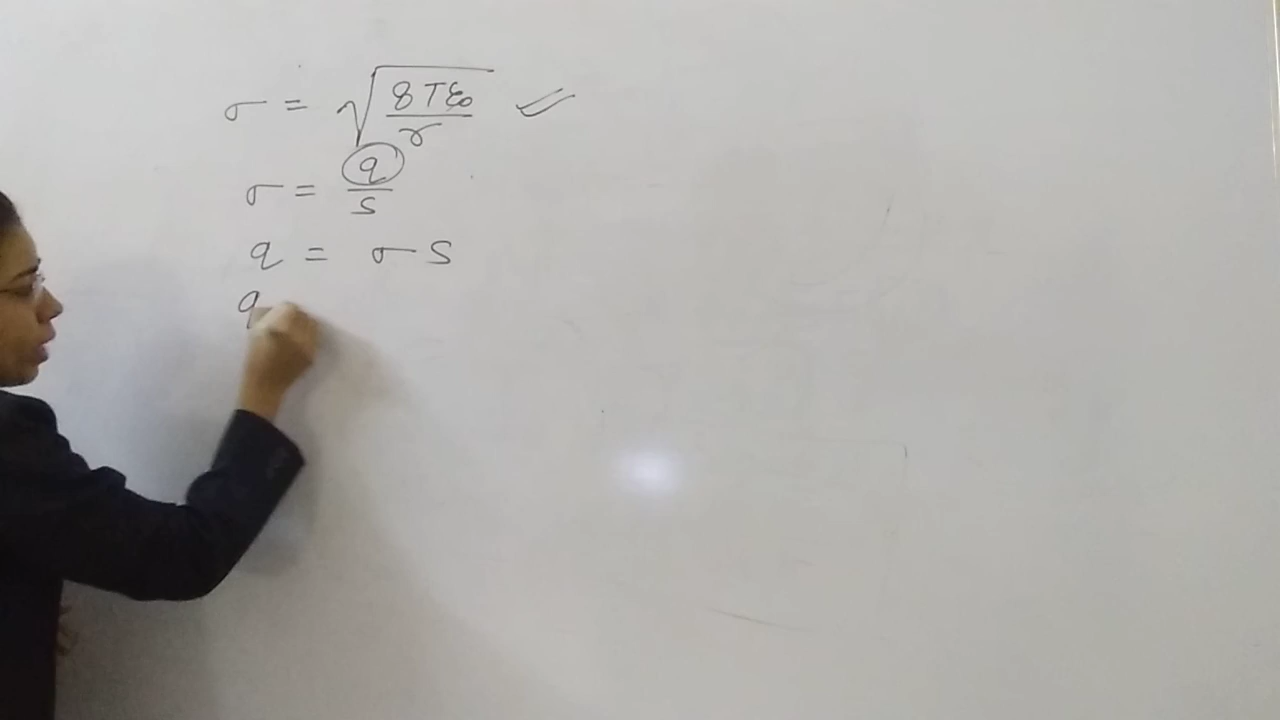 σ = √(8Tε₀/r)
σ = q/s
q = σ s
q